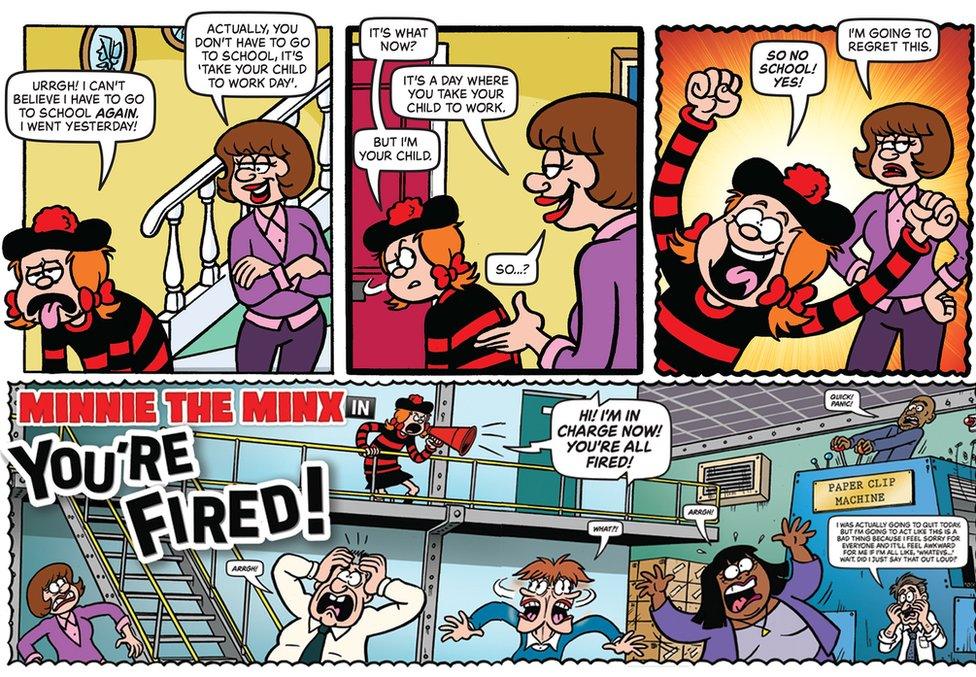 URRGH! I CAN'T
BELIEVE I HAVE TO GO
TO SCHOOL AGAIN.
I WENT YESTERDAY!
ACTUALLY, YOU
DON'T HAVE TO GO
TO SCHOOL, IT'S
'TAKE YOUR CHILD
TO WORK DAY'.
IT'S WHAT
NOW?
IT'S A DAY WHERE
YOU TAKE YOUR
CHILD TO WORK.
BUT I'M
YOUR CHILD.
SO...?
SO NO
SCHOOL!
YES!
I'M GOING TO
REGRET THIS.
MINNIE THE MINX IN
YOU'RE
FIRED!
HI! I'M IN
CHARGE NOW!
YOU'RE ALL
FIRED!
QUICK!
PANIC!
PAPER CLIP
MACHINE
ARRGH!
WHAT?!
ARRGH!
I WAS ACTUALLY GOING TO QUIT TODAY,
BUT I'M GOING TO ACT LIKE THIS IS A
BAD THING BECAUSE I FEEL SORRY FOR
EVERYONE AND IT'LL FEEL AWKWARD
FOR ME IF I'M ALL LIKE, 'WHATEVS...'
WAIT. DID I JUST SAY THAT OUT LOUD?